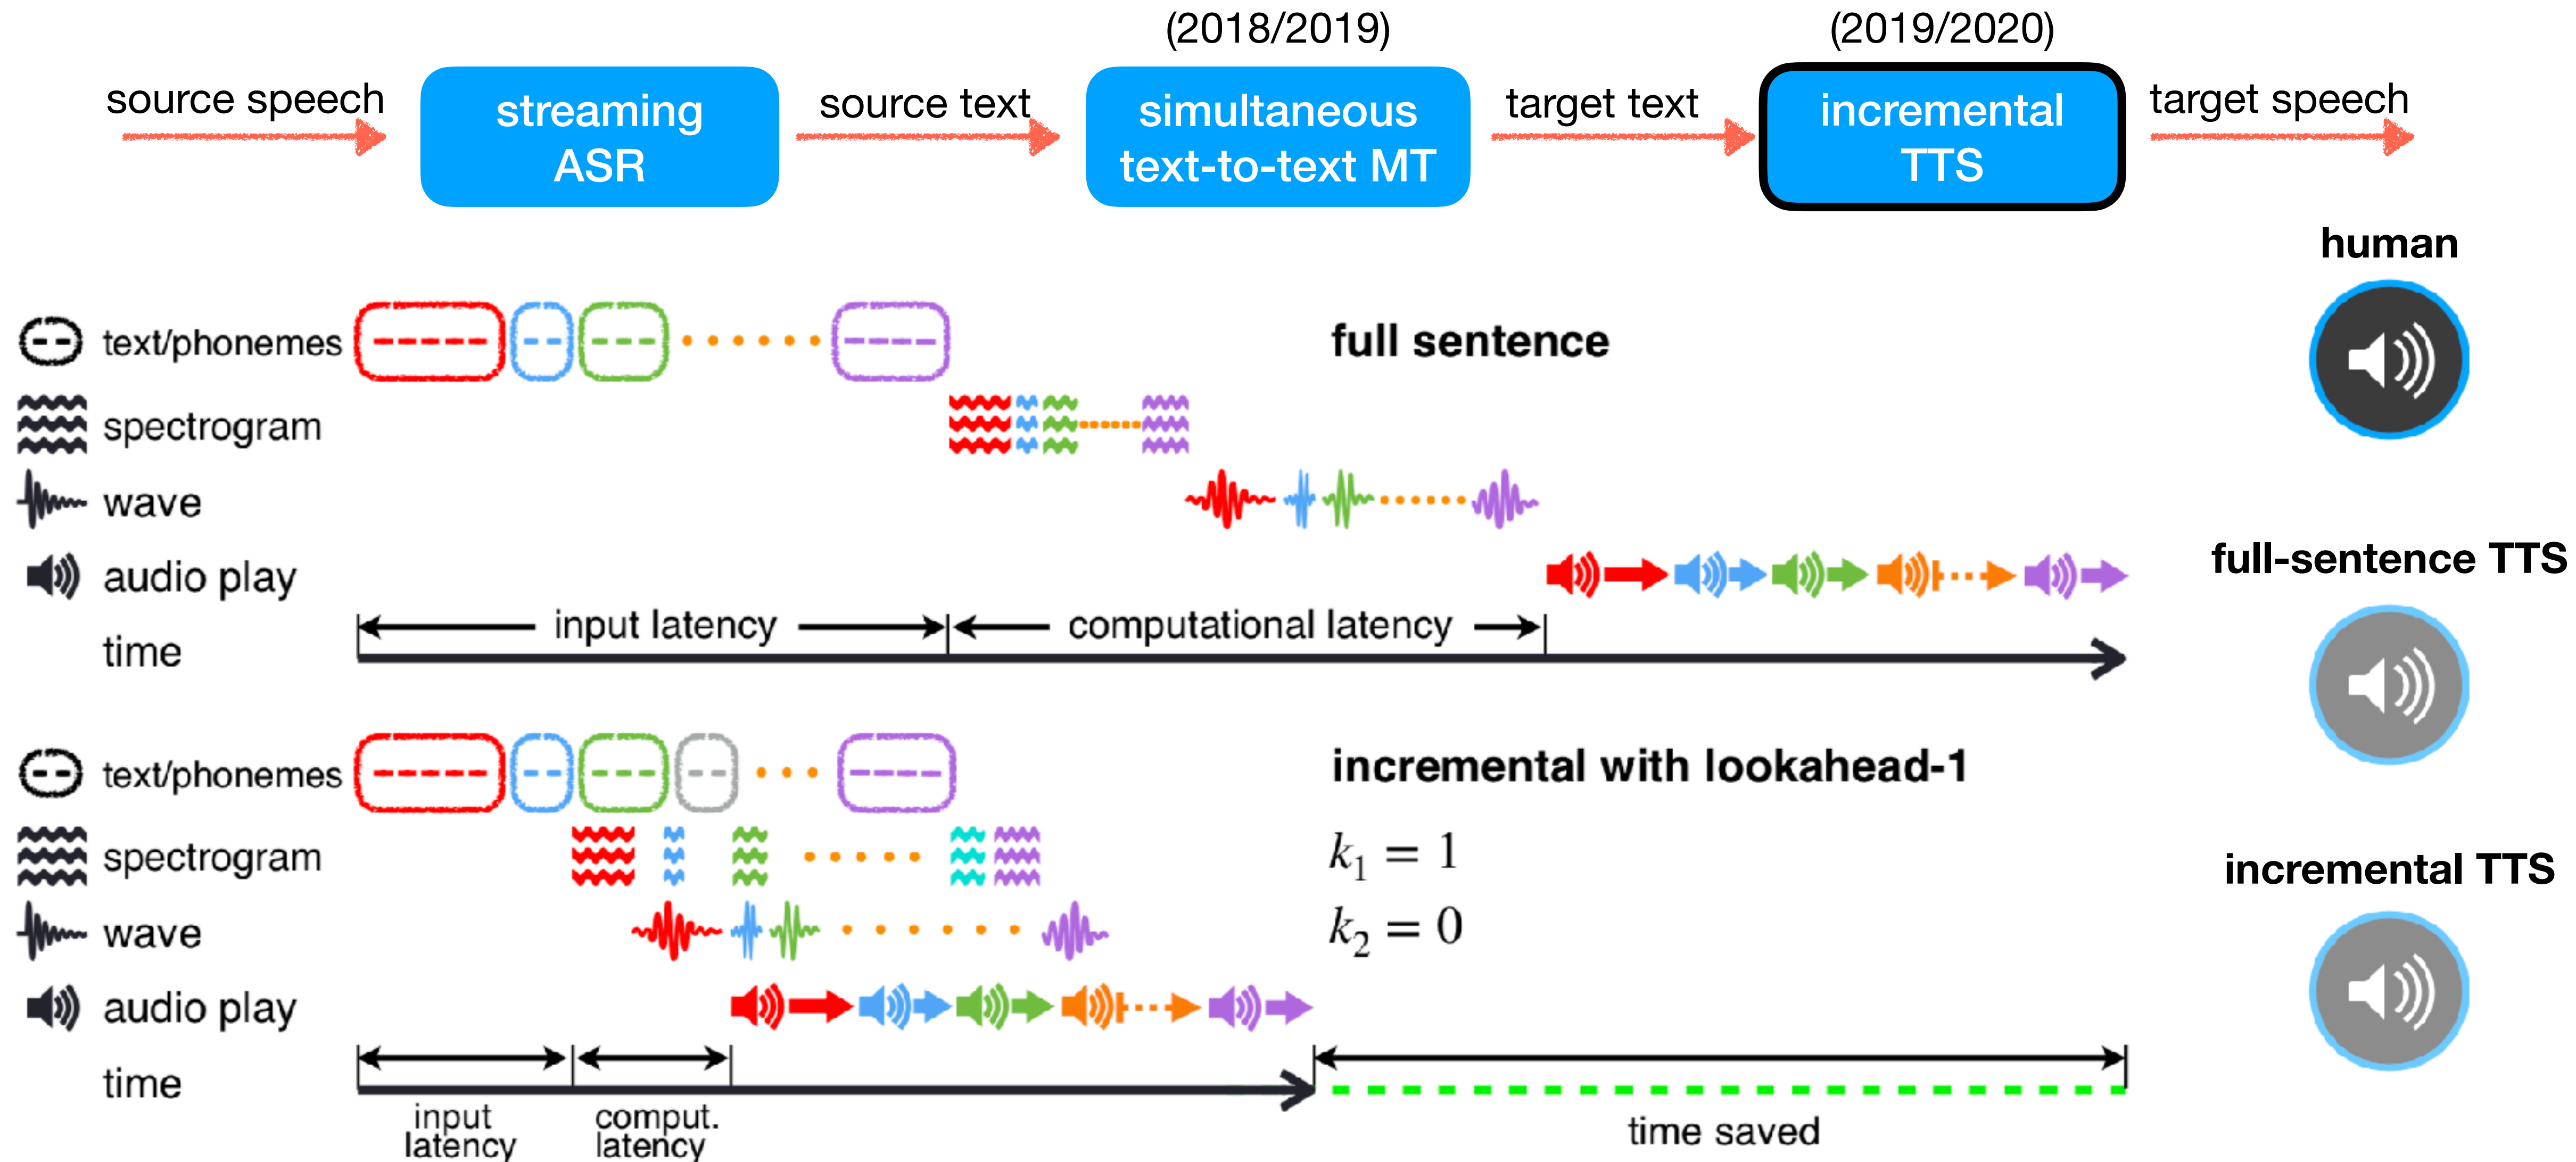 (2018/2019)
(2019/2020)
source speech
streaming
ASR
source text
simultaneous
text-to-text MT
target text
incremental
TTS
target speech
human
text/phonemes
full sentence
spectrogram
wave
audio play
full-sentence TTS
input latency
computational latency
time
text/phonemes
incremental with lookahead-1
spectrogram
k₁ = 1
incremental TTS
wave
k₂ = 0
audio play
time
input
latency
comput.
latency
time saved